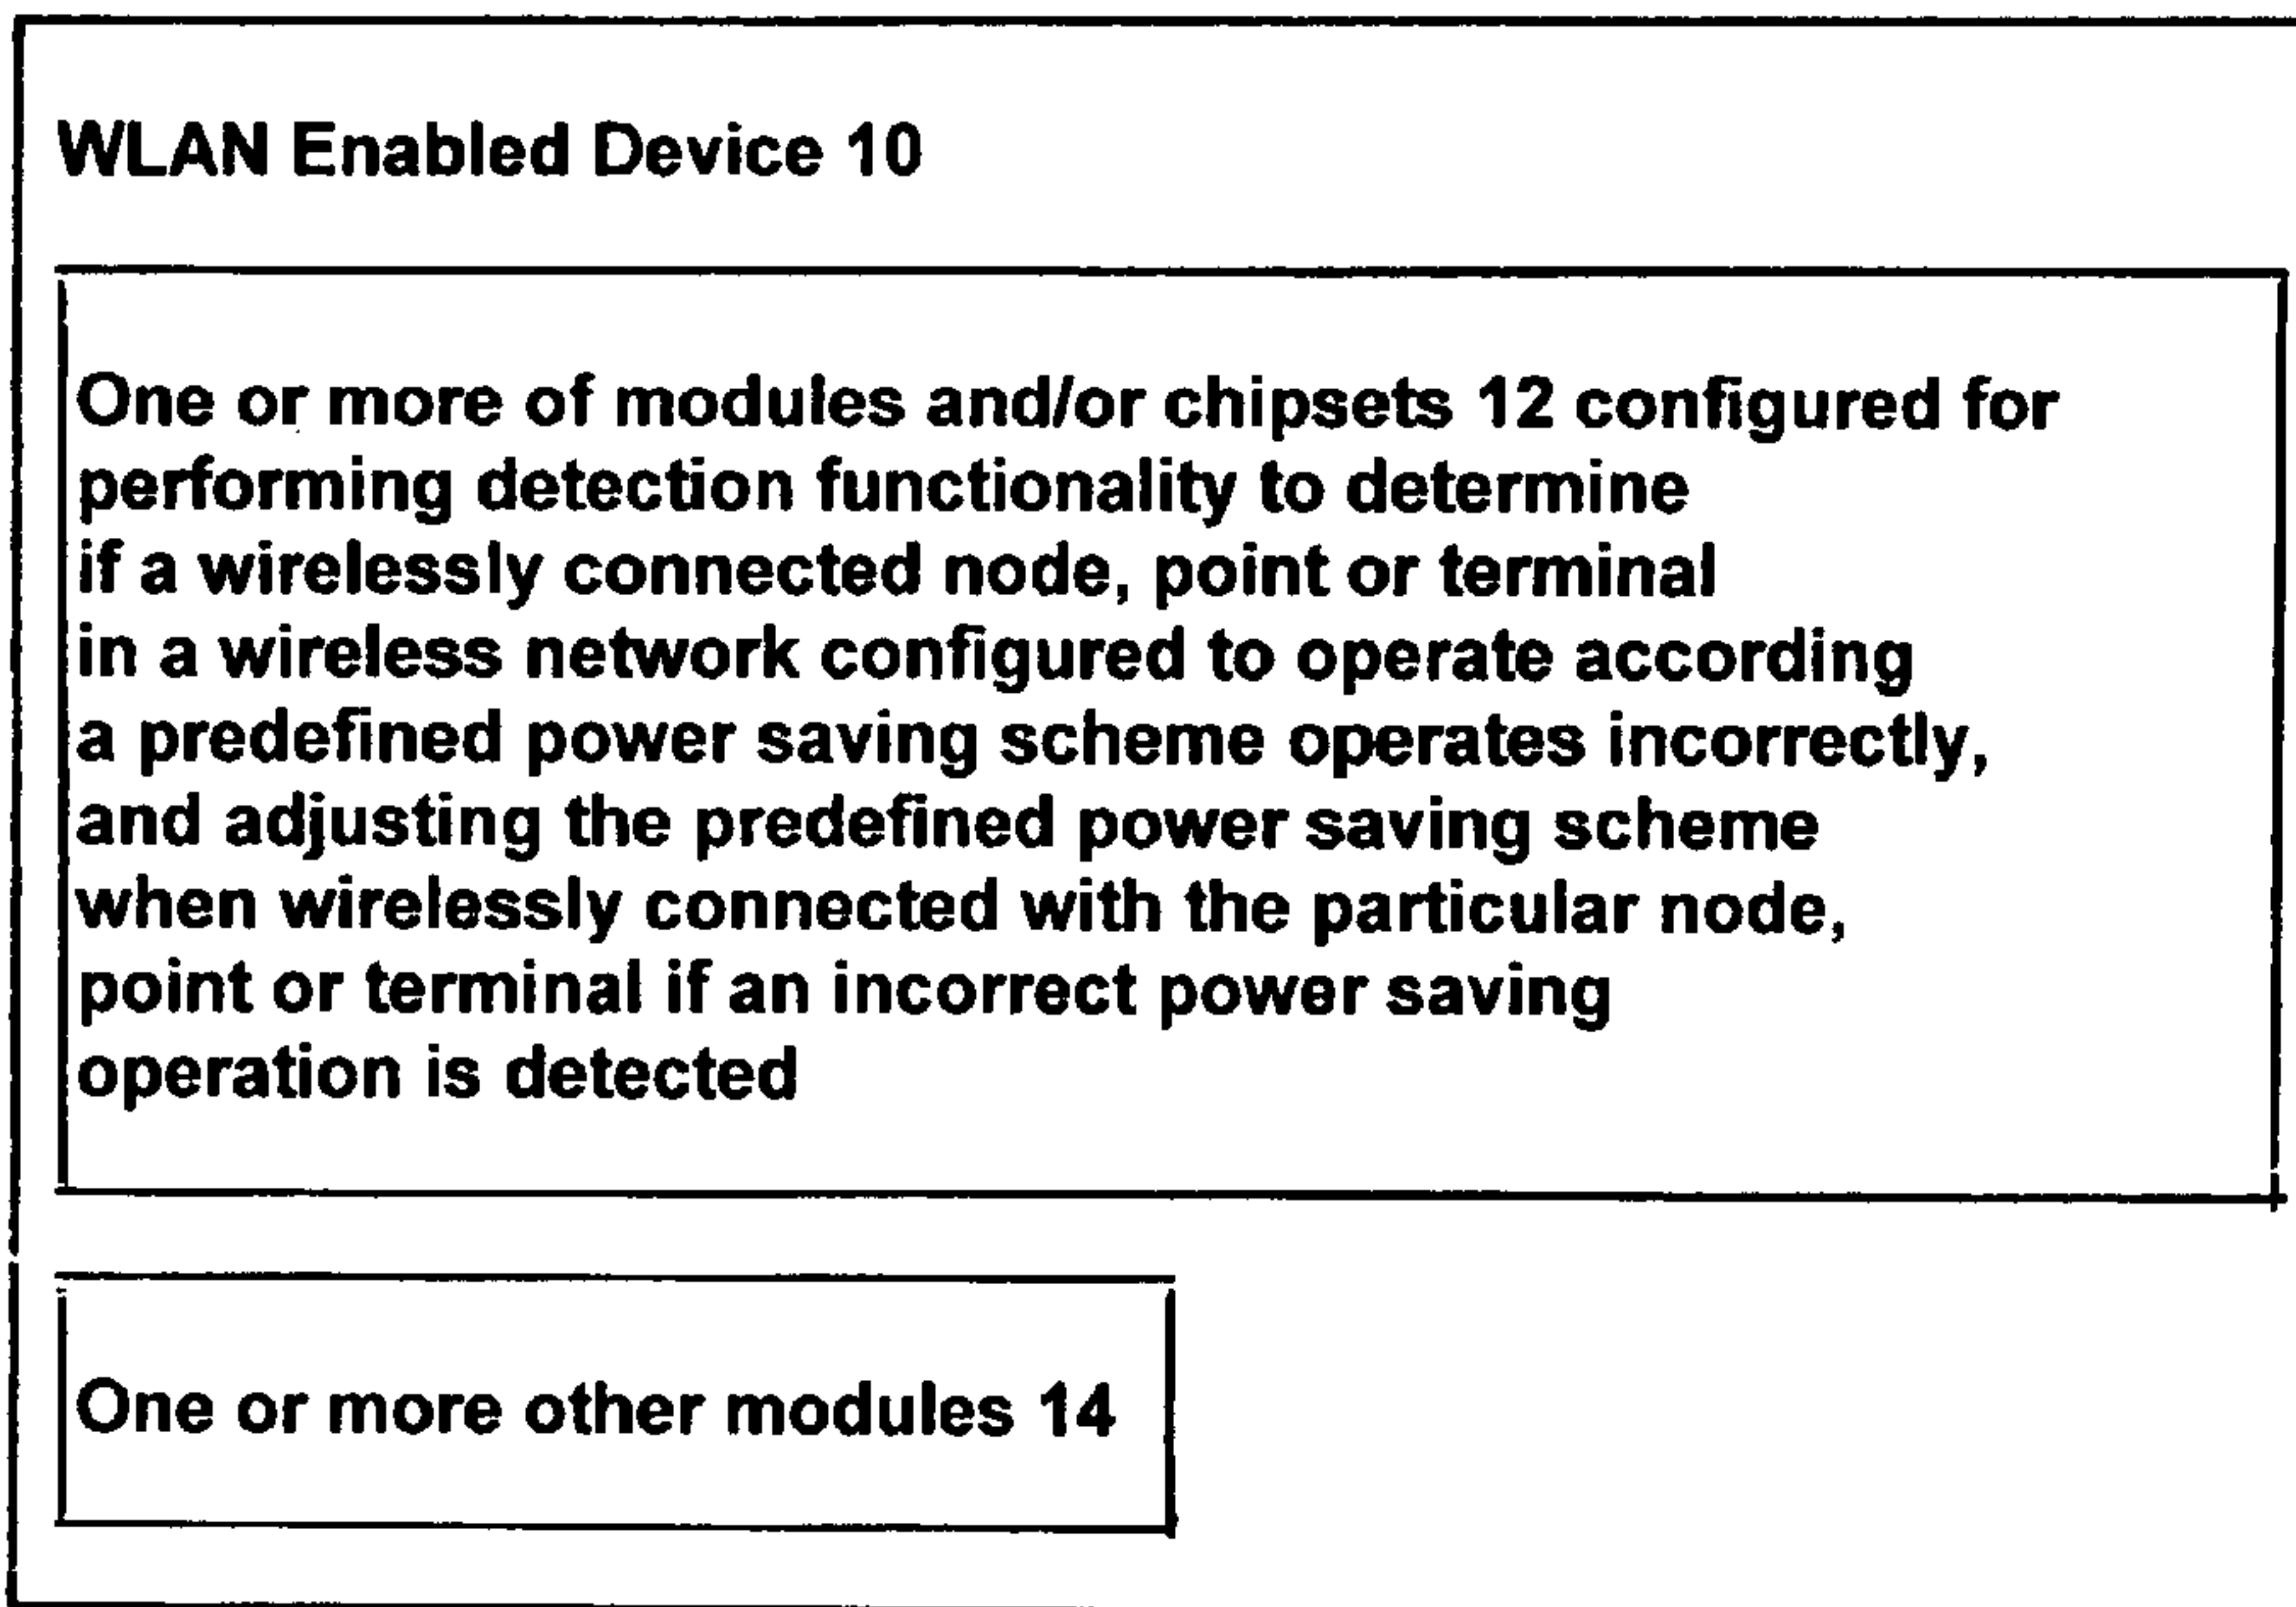 WLAN Enabled Device 10
One or more of modules and/or chipsets 12 configured for
performing detection functionality to determine
if a wirelessly connected node, point or terminal
in a wireless network configured to operate according
a predefined power saving scheme operates incorrectly,
and adjusting the predefined power saving scheme
when wirelessly connected with the particular node,
point or terminal if an incorrect power saving
operation is detected
One or more other modules 14